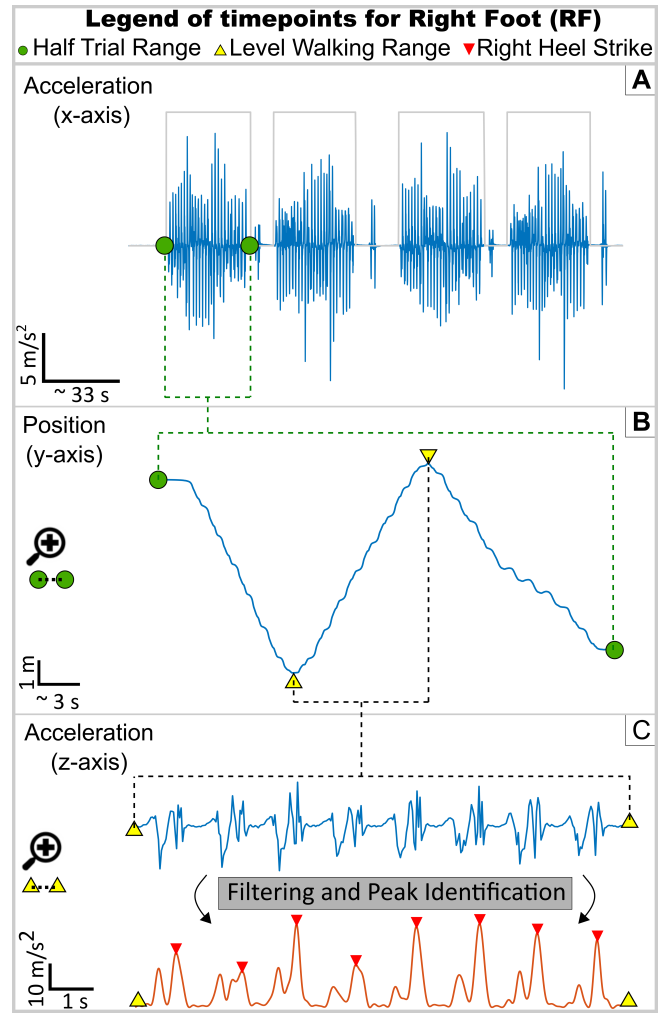 Legend of timepoints for Right Foot (RF)
Half Trial Range Level Walking Range Right Heel Strike
Acceleration
(x-axis)
A
5 m/s²
~ 33 s
Position
(y-axis)
B
1 m
~ 3 s
Acceleration
(z-axis)
C
Filtering and Peak Identification
10 m/s²
1 s